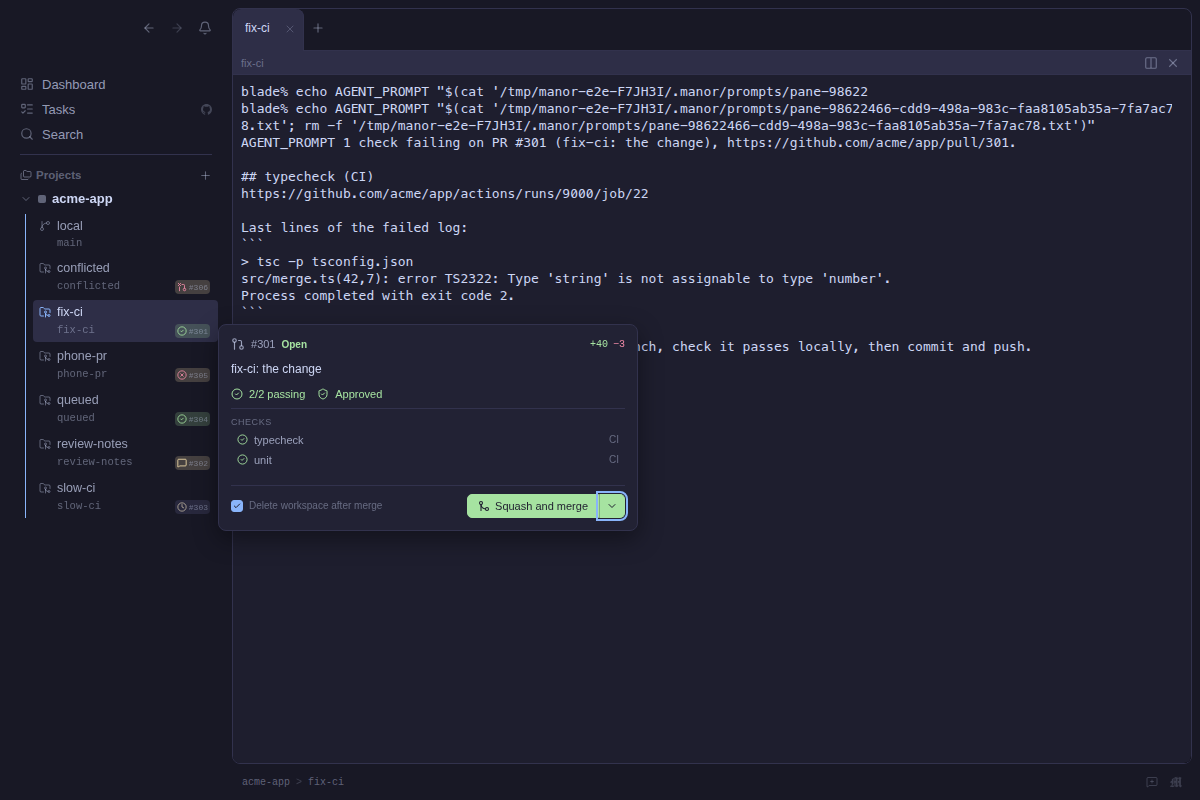 fix-ci
Dashboard
Tasks
Search
Projects
acme-app
local
main
conflicted
conflicted
#306
fix-ci
fix-ci
#301
phone-pr
phone-pr
#305
queued
queued
#304
review-notes
review-notes
#302
slow-ci
slow-ci
#303
fix-ci
blade% echo AGENT_PROMPT "$(cat '/tmp/manor-e2e-F7JH3I/.manor/prompts/pane-98622
blade% echo AGENT_PROMPT "$(cat '/tmp/manor-e2e-F7JH3I/.manor/prompts/pane-98622466-cdd9-498a-983c-faa8105ab35a-7fa7ac7
8.txt'; rm -f '/tmp/manor-e2e-F7JH3I/.manor/prompts/pane-98622466-cdd9-498a-983c-faa8105ab35a-7fa7ac78.txt')"
AGENT_PROMPT 1 check failing on PR #301 (fix-ci: the change), https://github.com/acme/app/pull/301.
## typecheck (CI)
https://github.com/acme/app/actions/runs/9000/job/22
Last lines of the failed log:
```
> tsc -p tsconfig.json
src/merge.ts(42,7): error TS2322: Type 'string' is not assignable to type 'number'.
Process completed with exit code 2.
```
nch, check it passes locally, then commit and push.
#301 Open +40 −3
fix-ci: the change
2/2 passing Approved
CHECKS
typecheck CI
unit CI
Delete workspace after merge
Squash and merge
acme-app > fix-ci